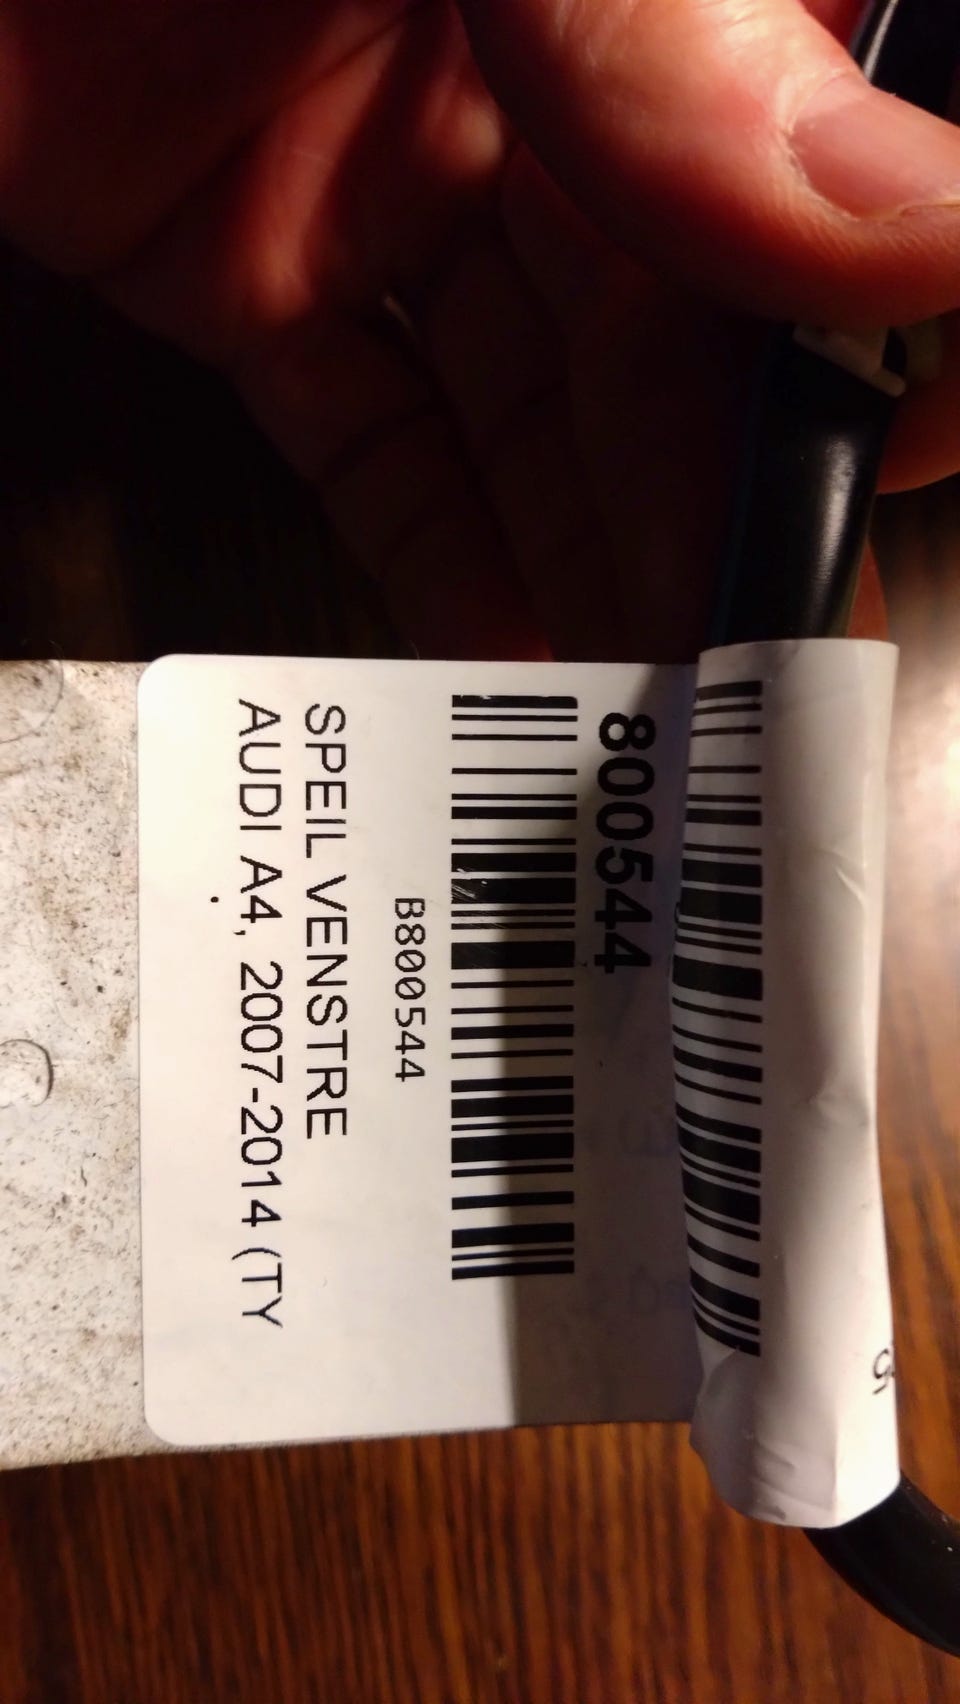 800544
B800544
SPEIL VENSTRE
AUDI A4, 2007-2014 (TY